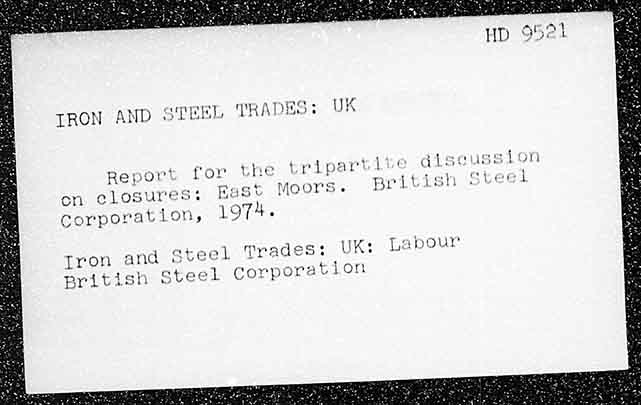 HD 9521
IRON AND STEEL TRADES: UK
Report for the tripartite discussion
on closures: East Moors. British Steel
Corporation, 1974.
Iron and Steel Trades: UK: Labour
British Steel Corporation